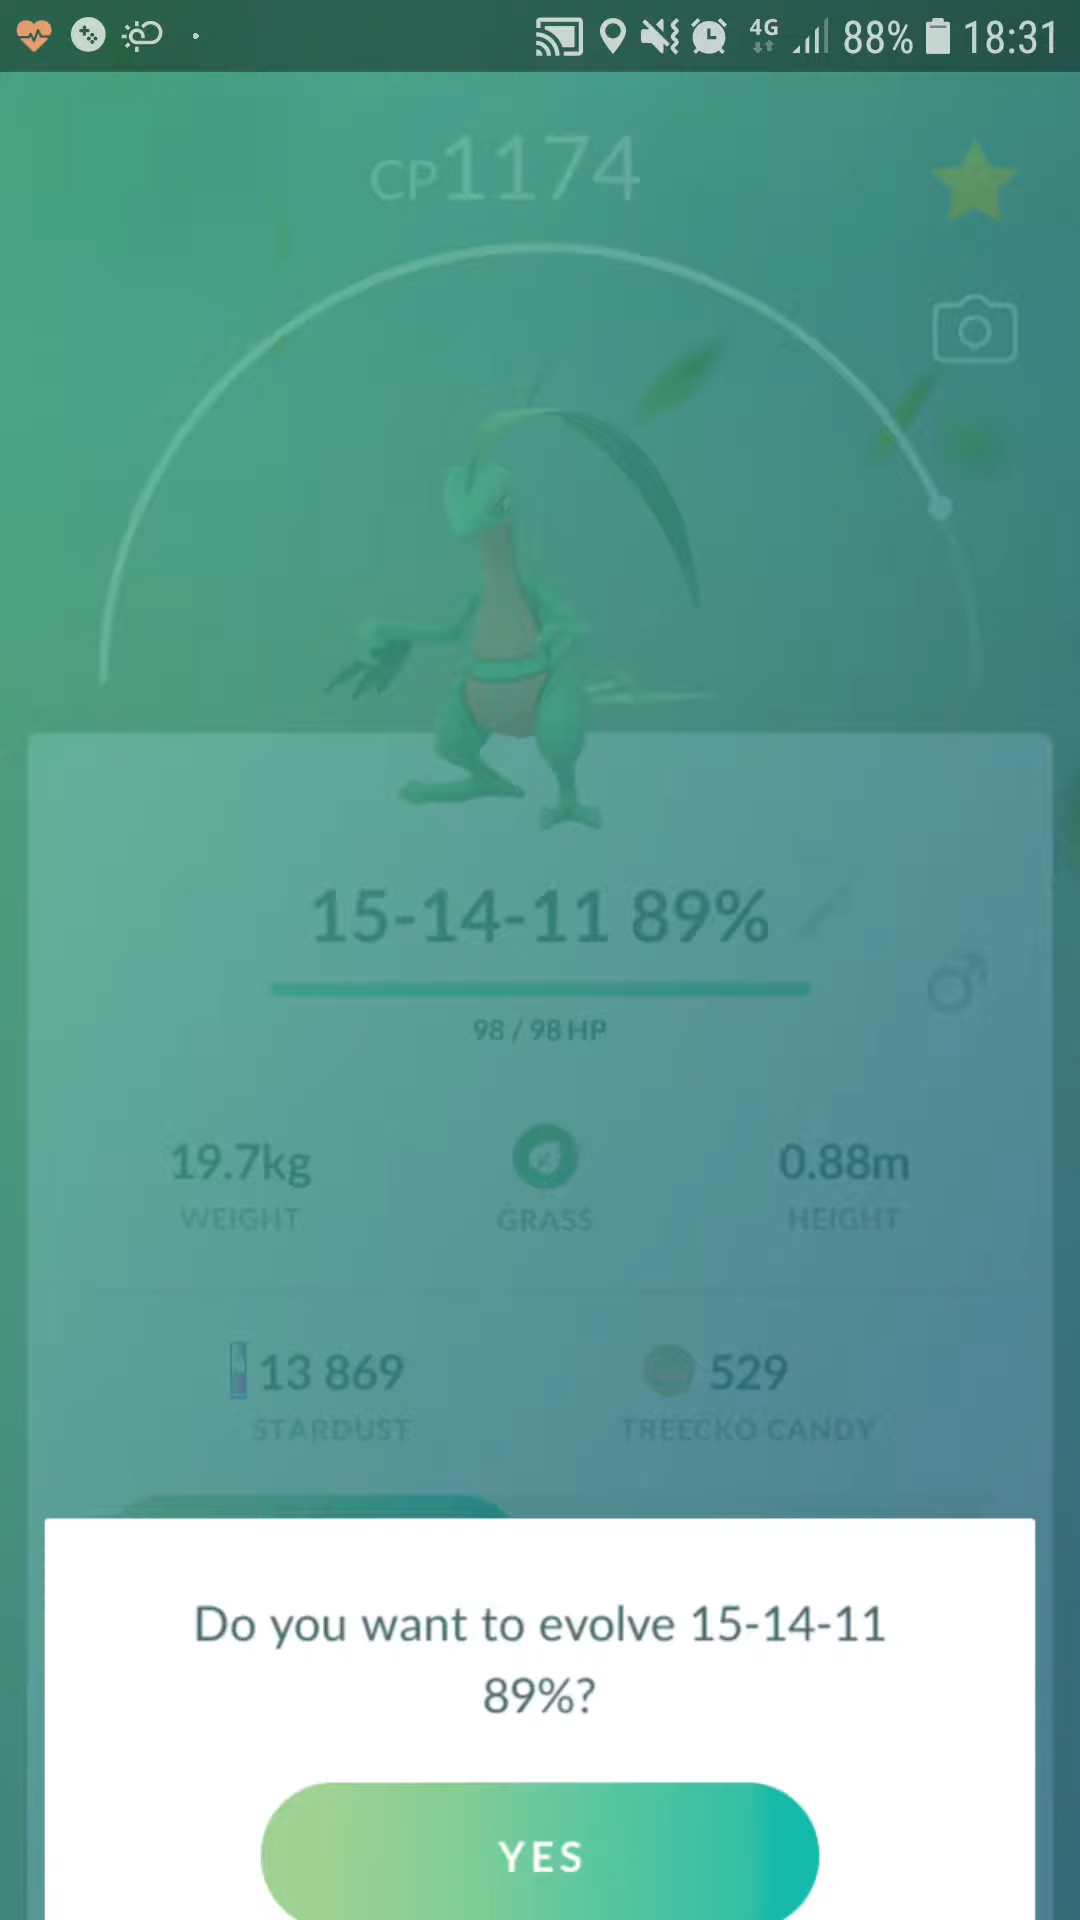 4G 88% 18:31
CP1174
15-14-11 89%
98 / 98 HP
19.7kg 0.88m
WEIGHT GRASS HEIGHT
13 869 529
STARDUST TREECKO CANDY
Do you want to evolve 15-14-11
89%?
YES